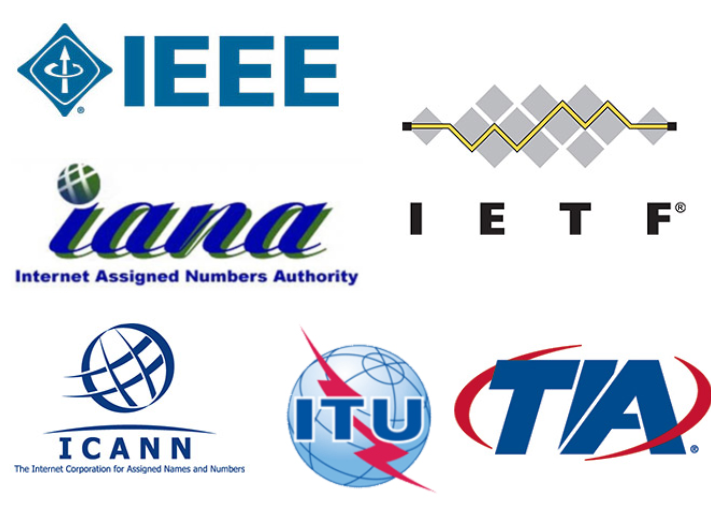 IEEE
®
IETF®
iana
Internet Assigned Numbers Authority
ICANN
The Internet Corporation for Assigned Names and Numbers
ITU
TIA®